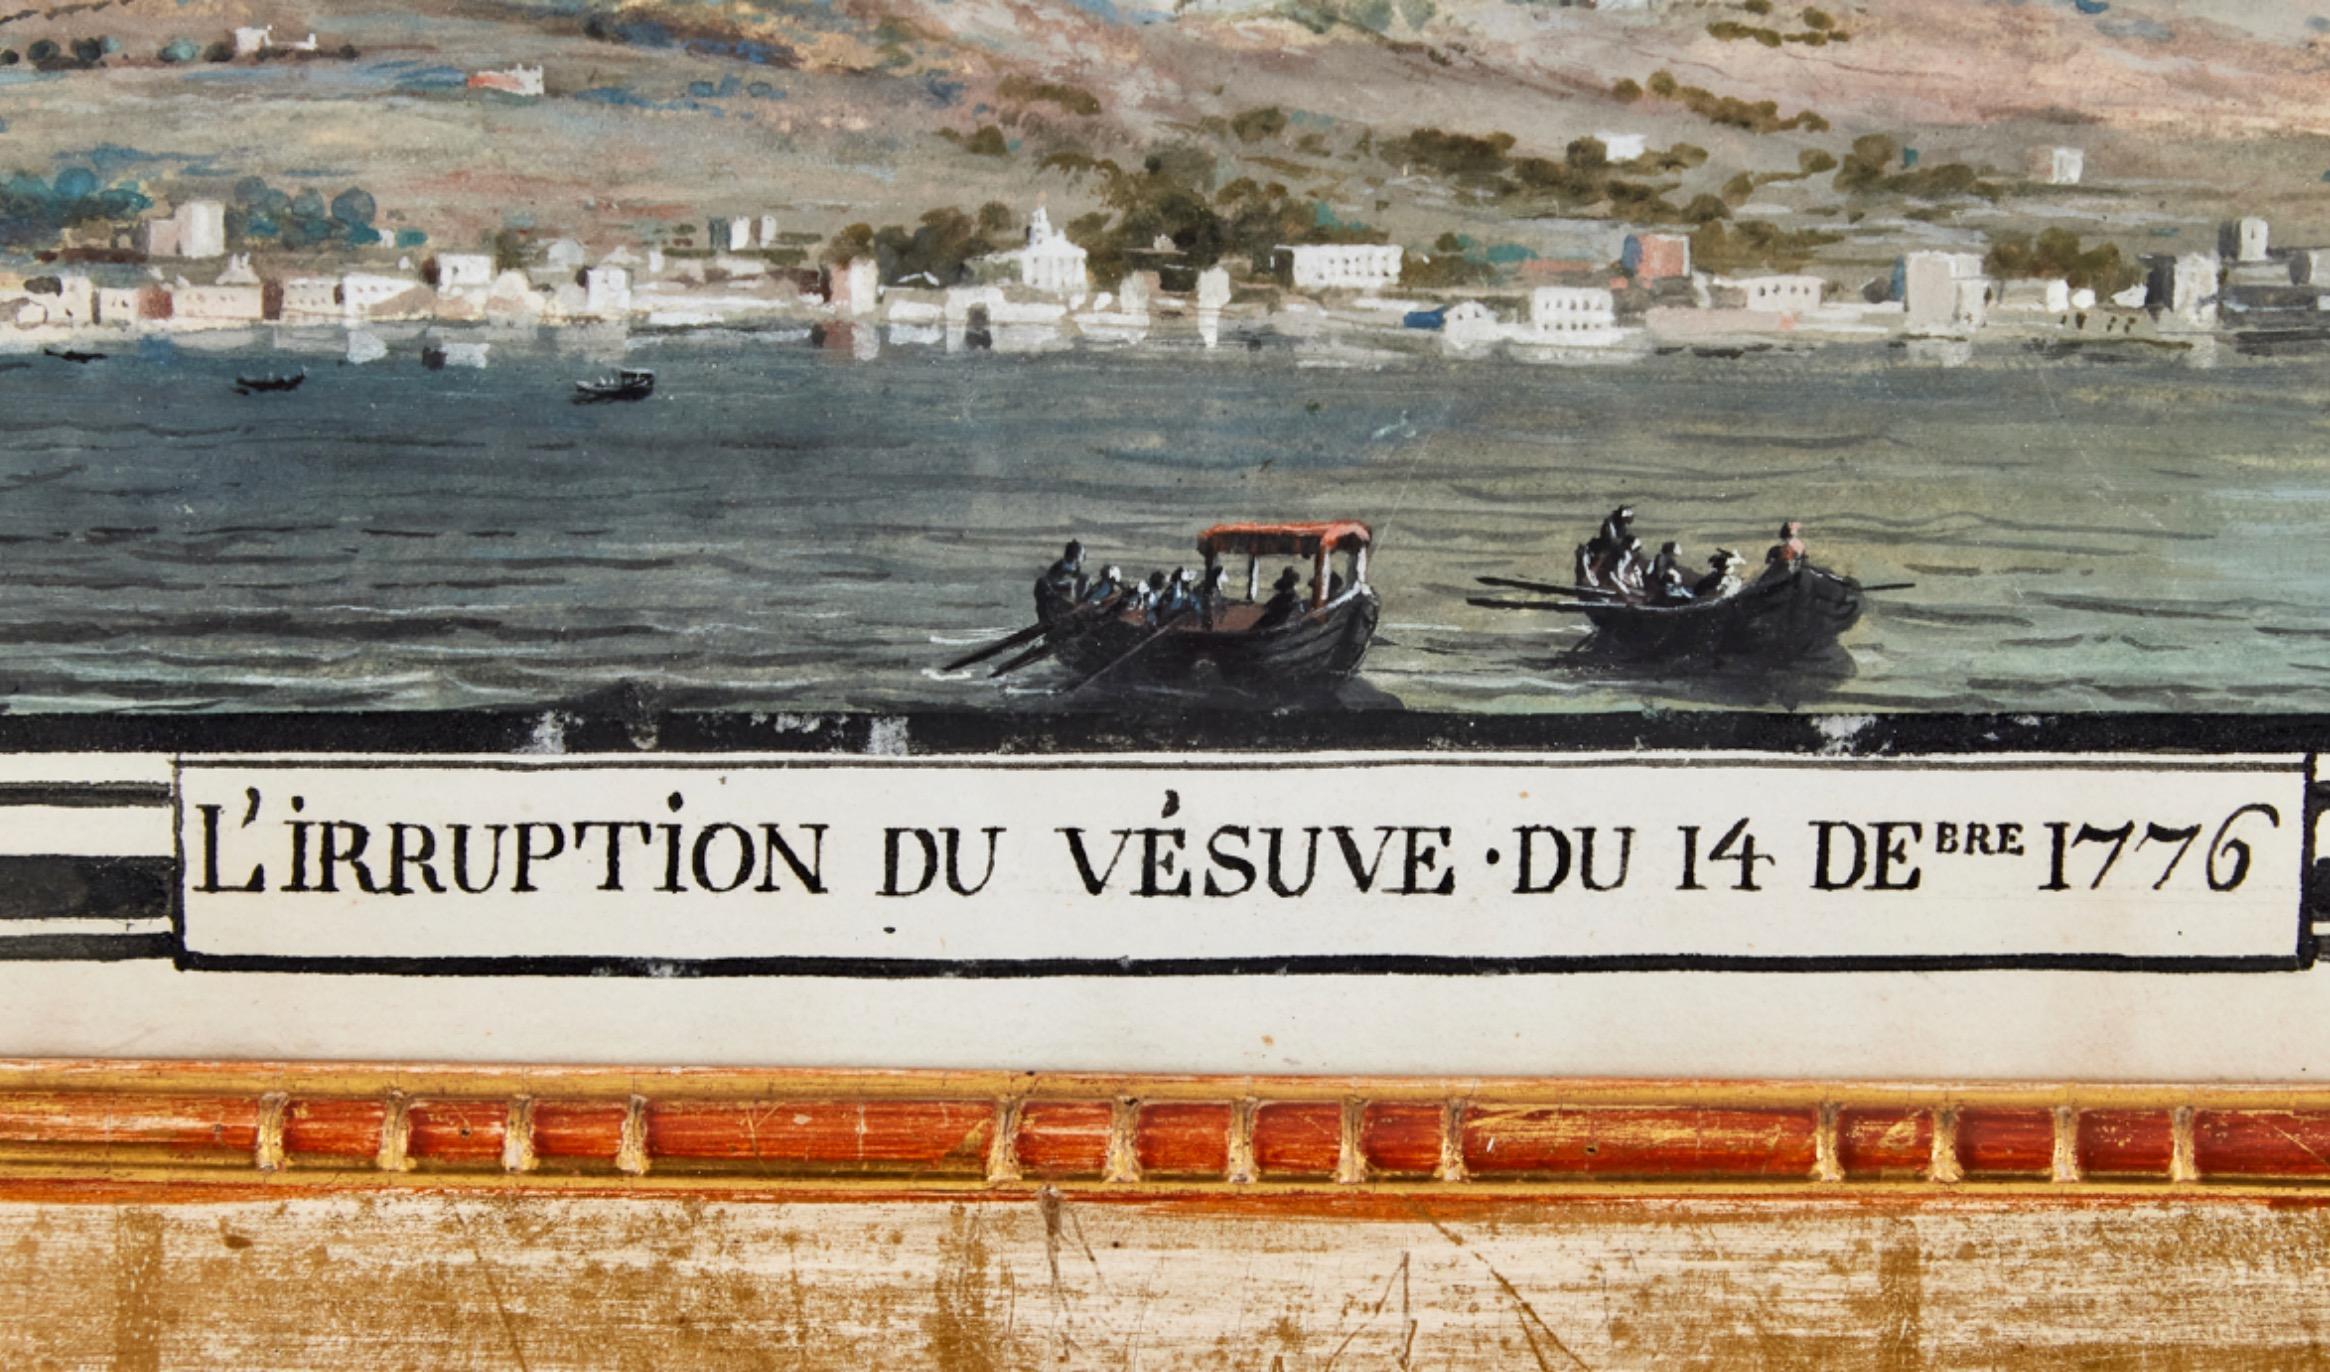 L'IRRUPTION DU VÉSUVE · DU 14 DEBRE 1776